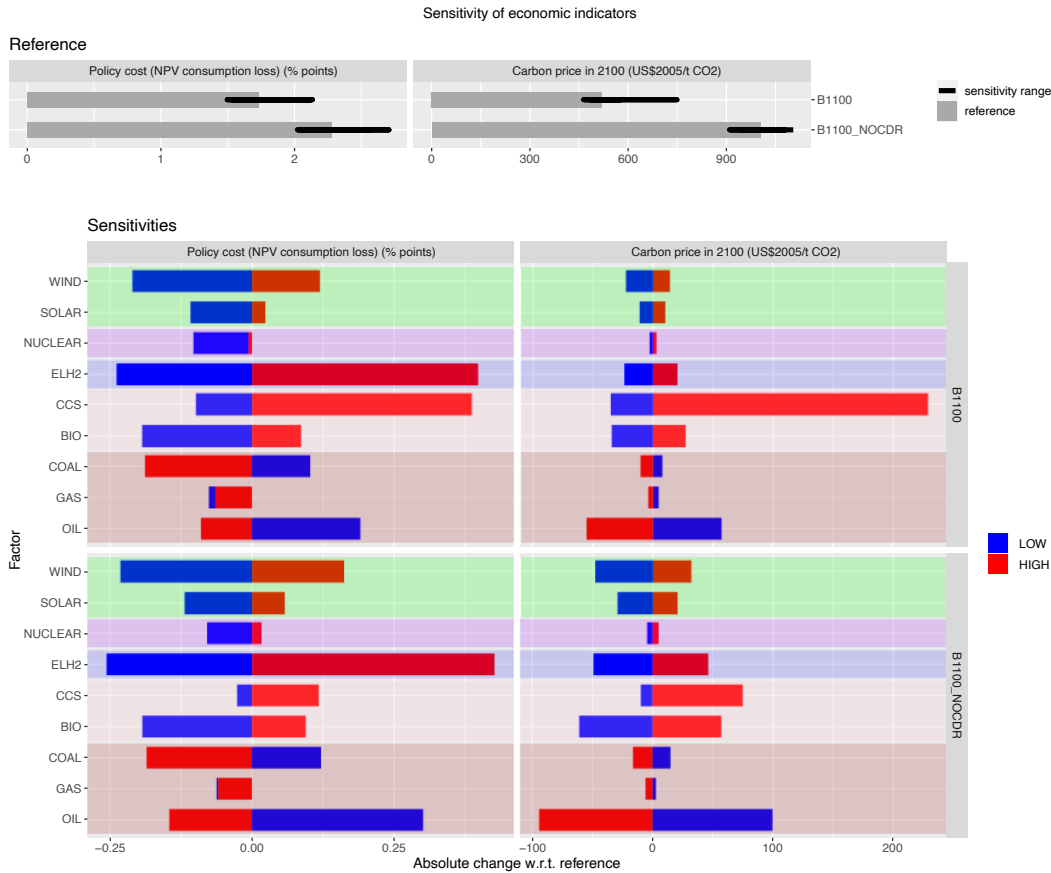 Sensitivity of economic indicators
Reference
Policy cost (NPV consumption loss) (% points)
Carbon price in 2100 (US$2005/t CO2)
B1100
B1100_NOCDR
sensitivity range
reference
0 1 2
0 300 600 900
Sensitivities
Policy cost (NPV consumption loss) (% points)
Carbon price in 2100 (US$2005/t CO2)
Factor
WIND
SOLAR
NUCLEAR
ELH2
CCS
BIO
COAL
GAS
OIL
B1100
WIND
SOLAR
NUCLEAR
ELH2
CCS
BIO
COAL
GAS
OIL
B1100_NOCDR
LOW
HIGH
−0.25 0.00 0.25
−100 0 100 200
Absolute change w.r.t. reference